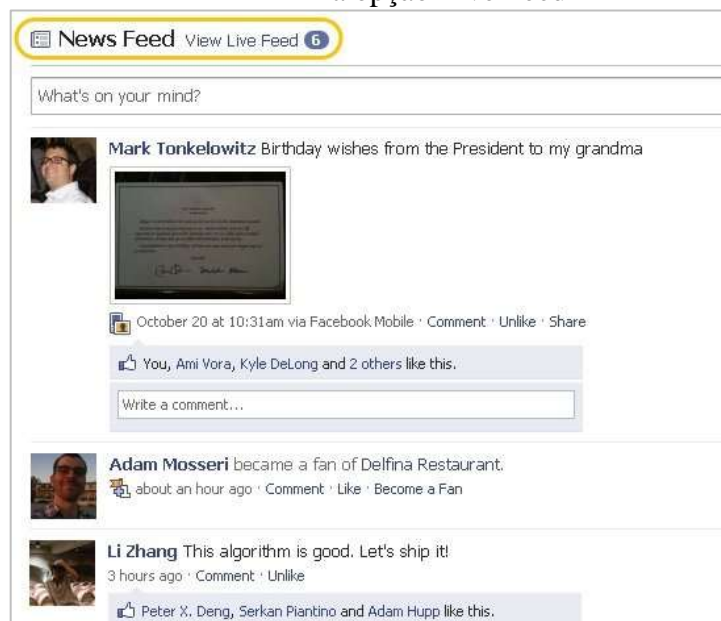 News Feed View Live Feed 6
What's on your mind?
Mark Tonkelowitz Birthday wishes from the President to my grandma
October 20 at 10:31am via Facebook Mobile · Comment · Unlike · Share
You, Ami Vora, Kyle DeLong and 2 others like this.
Write a comment...
Adam Mosseri became a fan of Delfina Restaurant.
about an hour ago · Comment · Like · Become a Fan
Li Zhang This algorithm is good. Let's ship it!
3 hours ago · Comment · Unlike
Peter X. Deng, Serkan Piantino and Adam Hupp like this.